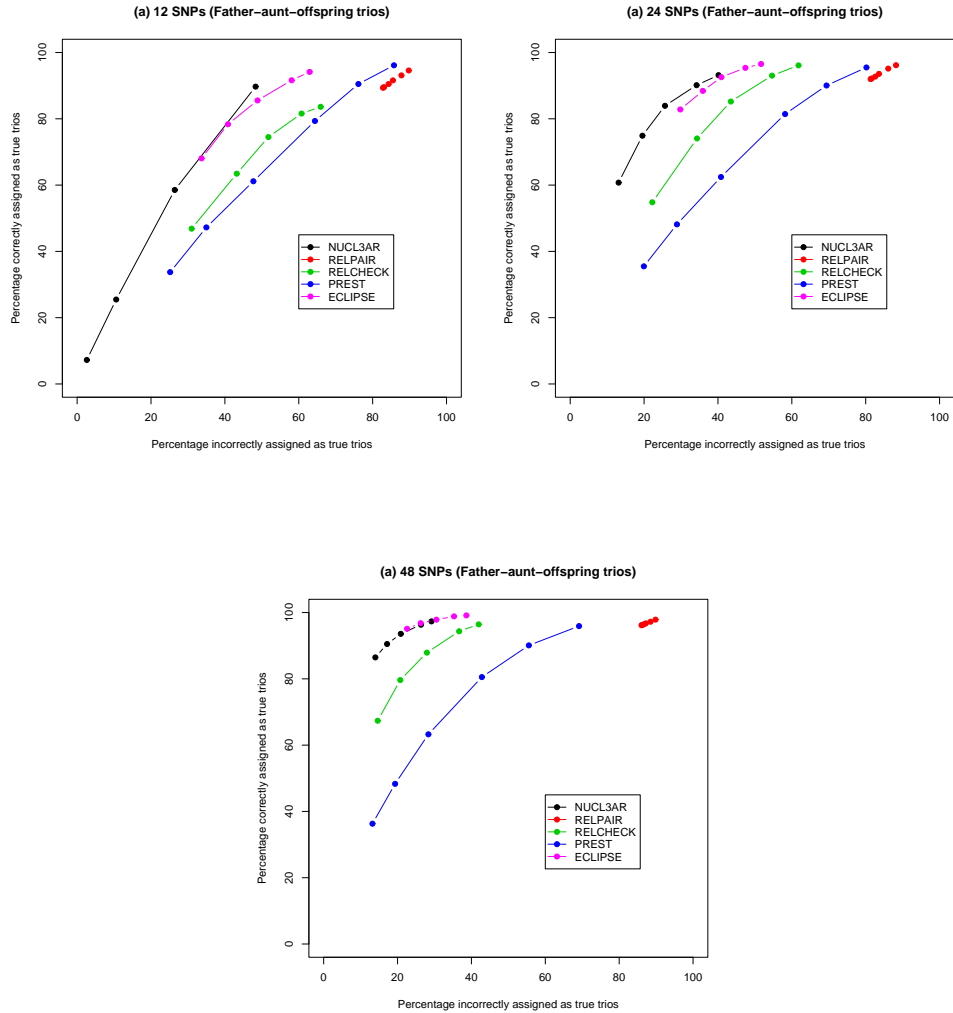 (a) 12 SNPs (Father−aunt−offspring trios)
Percentage correctly assigned as true trios
100
80
60
40
20
0
NUCL3AR
RELPAIR
RELCHECK
PREST
ECLIPSE
0 20 40 60 80 100
Percentage incorrectly assigned as true trios
(a) 24 SNPs (Father−aunt−offspring trios)
Percentage correctly assigned as true trios
100
80
60
40
20
0
NUCL3AR
RELPAIR
RELCHECK
PREST
ECLIPSE
0 20 40 60 80 100
Percentage incorrectly assigned as true trios
(a) 48 SNPs (Father−aunt−offspring trios)
Percentage correctly assigned as true trios
100
80
60
40
20
0
NUCL3AR
RELPAIR
RELCHECK
PREST
ECLIPSE
0 20 40 60 80 100
Percentage incorrectly assigned as true trios